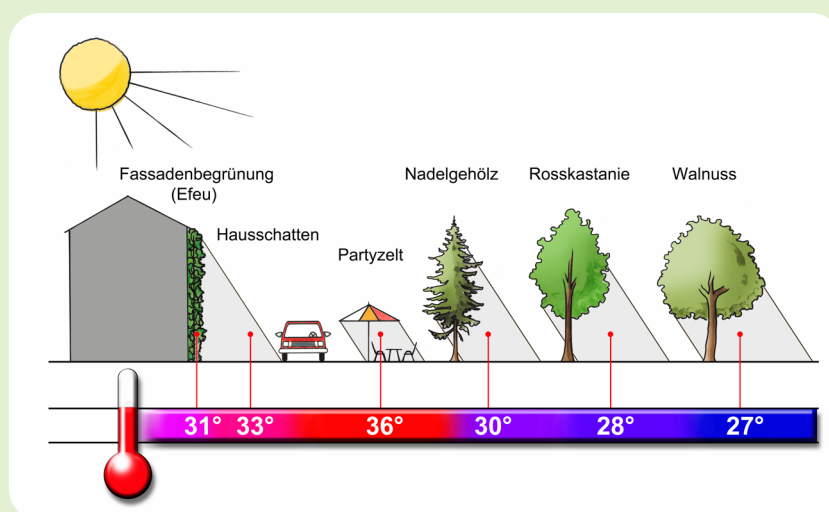 Fassadenbegrünung
(Efeu)
Hausschatten
Partyzelt
Nadelgehölz
Rosskastanie
Walnuss
31° 33° 36° 30° 28° 27°